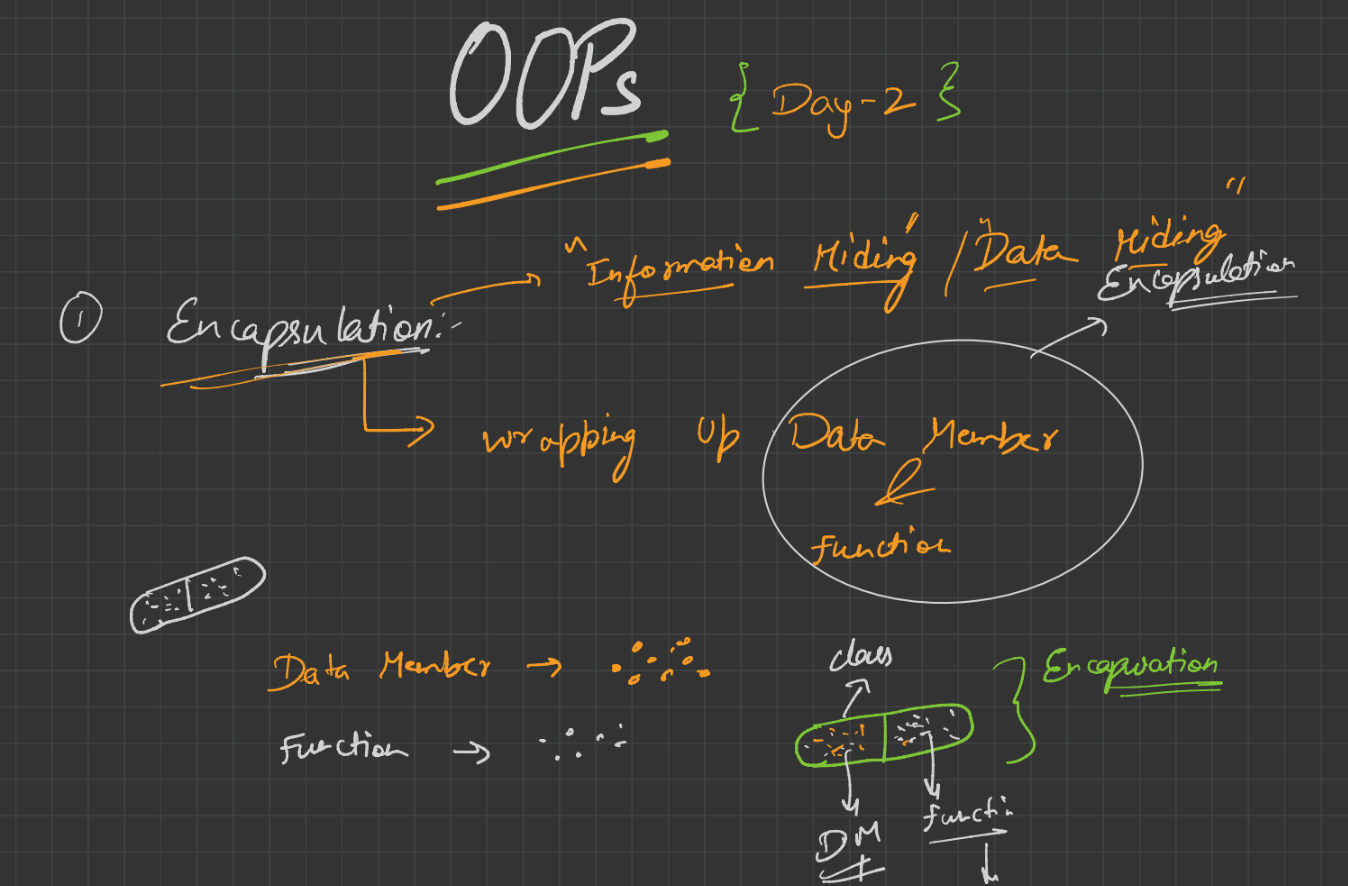 OOPs { Day-2 }
"Information Hiding" / "Data Hiding"
Encapsulation
① Encapsulation:-
wrapping up Data Member
&
function
Data Member →
function →
class
Encapsulation
DM
functi